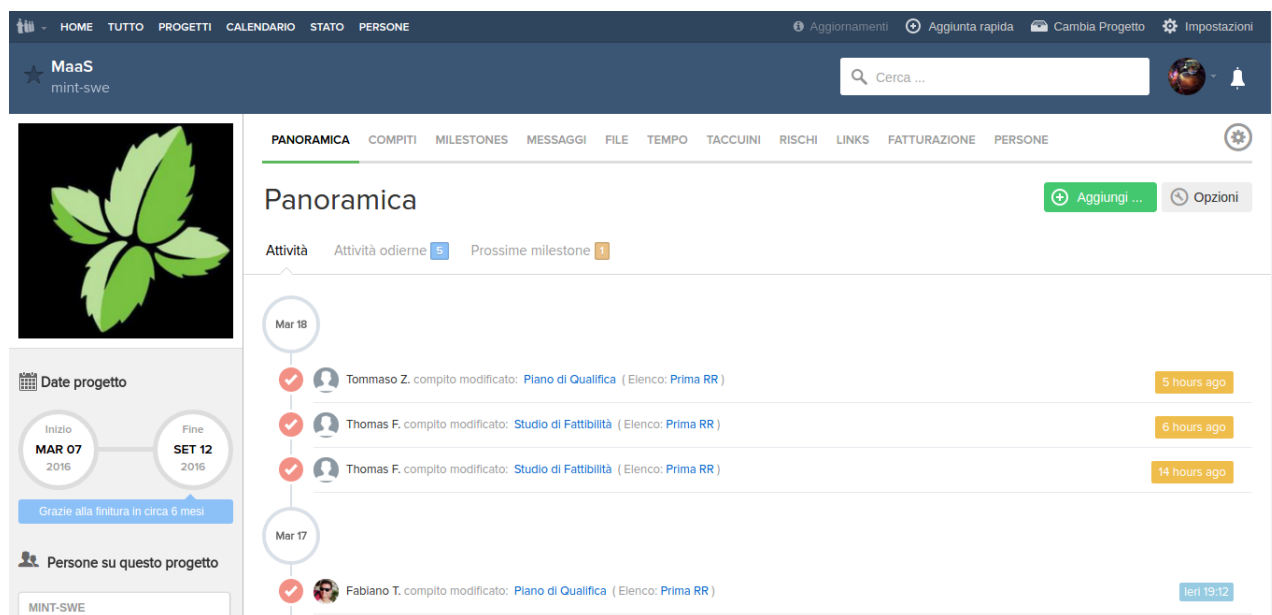 HOME TUTTO PROGETTI CALENDARIO STATO PERSONE Aggiornamenti Aggiunta rapida Cambia Progetto Impostazioni
MaaS
mint-swe
Cerca ...
PANORAMICA COMPITI MILESTONES MESSAGGI FILE TEMPO TACCUINI RISCHI LINKS FATTURAZIONE PERSONE
Panoramica
Aggiungi ... Opzioni
Attività Attività odierne 5 Prossime milestone 1
Mar 18
Tommaso Z. compito modificato: Piano di Qualifica ( Elenco: Prima RR ) 5 hours ago
Thomas F. compito modificato: Studio di Fattibilità ( Elenco: Prima RR ) 6 hours ago
Thomas F. compito modificato: Studio di Fattibilità ( Elenco: Prima RR ) 14 hours ago
Mar 17
Fabiano T. compito modificato: Piano di Qualifica ( Elenco: Prima RR ) Ieri 19:12
Date progetto
Inizio
MAR 07
2016
Fine
SET 12
2016
Grazie alla finitura in circa 6 mesi
Persone su questo progetto
MINT-SWE